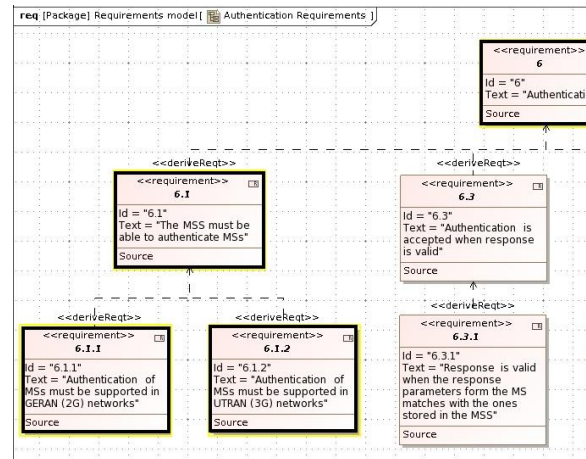 req [Package] Requirements model [ Authentication Requirements ]
<<requirement>>
6
Id = "6"
Text = "Authenticati
Source
<<deriveReqt>>
<<deriveReqt>>
<<requirement>>
6.1
Id = "6.1"
Text = "The MSS must be
able to authenticate MSs"
Source
<<requirement>>
6.3
Id = "6.3"
Text = "Authentication is
accepted when response
is valid"
Source
<<deriveReqt>>
<<deriveReqt>>
<<deriveReqt>>
<<requirement>>
6.1.1
Id = "6.1.1"
Text = "Authentication of
MSs must be supported in
GERAN (2G) networks"
Source
<<requirement>>
6.1.2
Id = "6.1.2"
Text = "Authentication of
MSs must be supported in
UTRAN (3G) networks"
Source
<<requirement>>
6.3.1
Id = "6.3.1"
Text = "Response is valid
when the response
parameters form the MS
matches with the ones
stored in the MSS"
Source